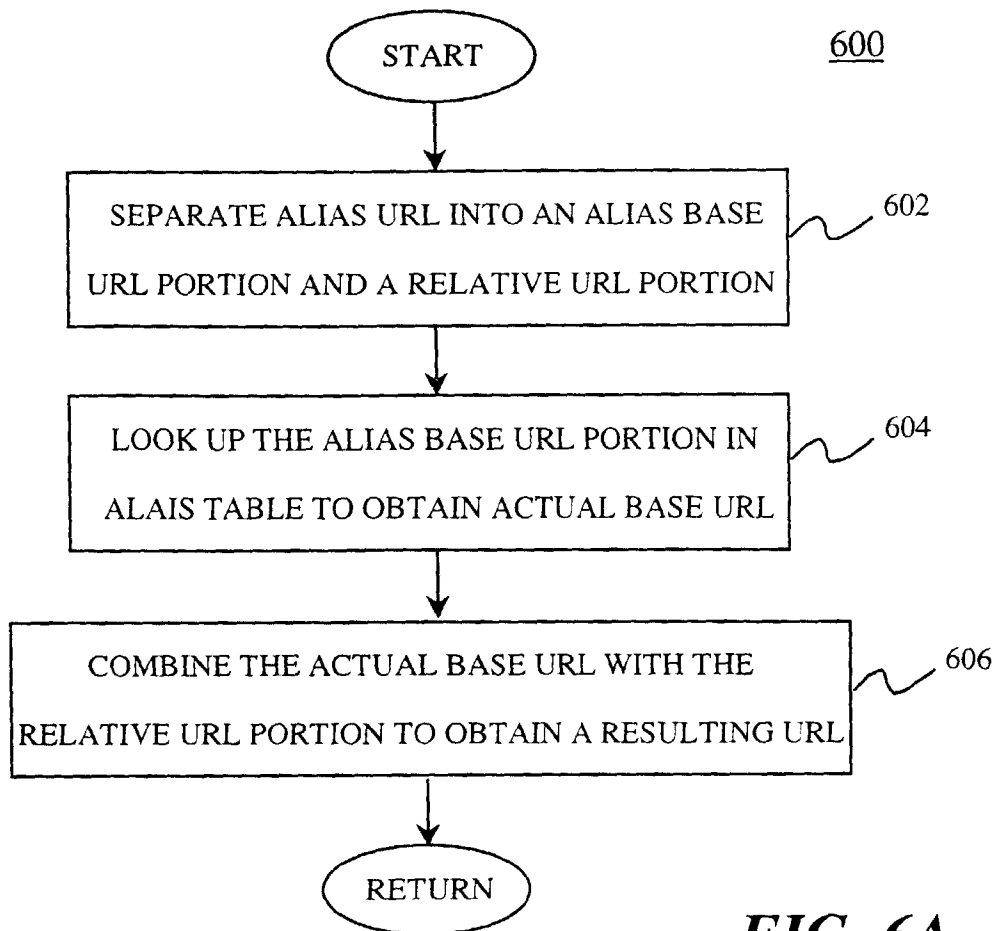 START
600
SEPARATE ALIAS URL INTO AN ALIAS BASE
URL PORTION AND A RELATIVE URL PORTION
602
LOOK UP THE ALIAS BASE URL PORTION IN
ALAIS TABLE TO OBTAIN ACTUAL BASE URL
604
COMBINE THE ACTUAL BASE URL WITH THE
RELATIVE URL PORTION TO OBTAIN A RESULTING URL
606
RETURN
FIG. 6A